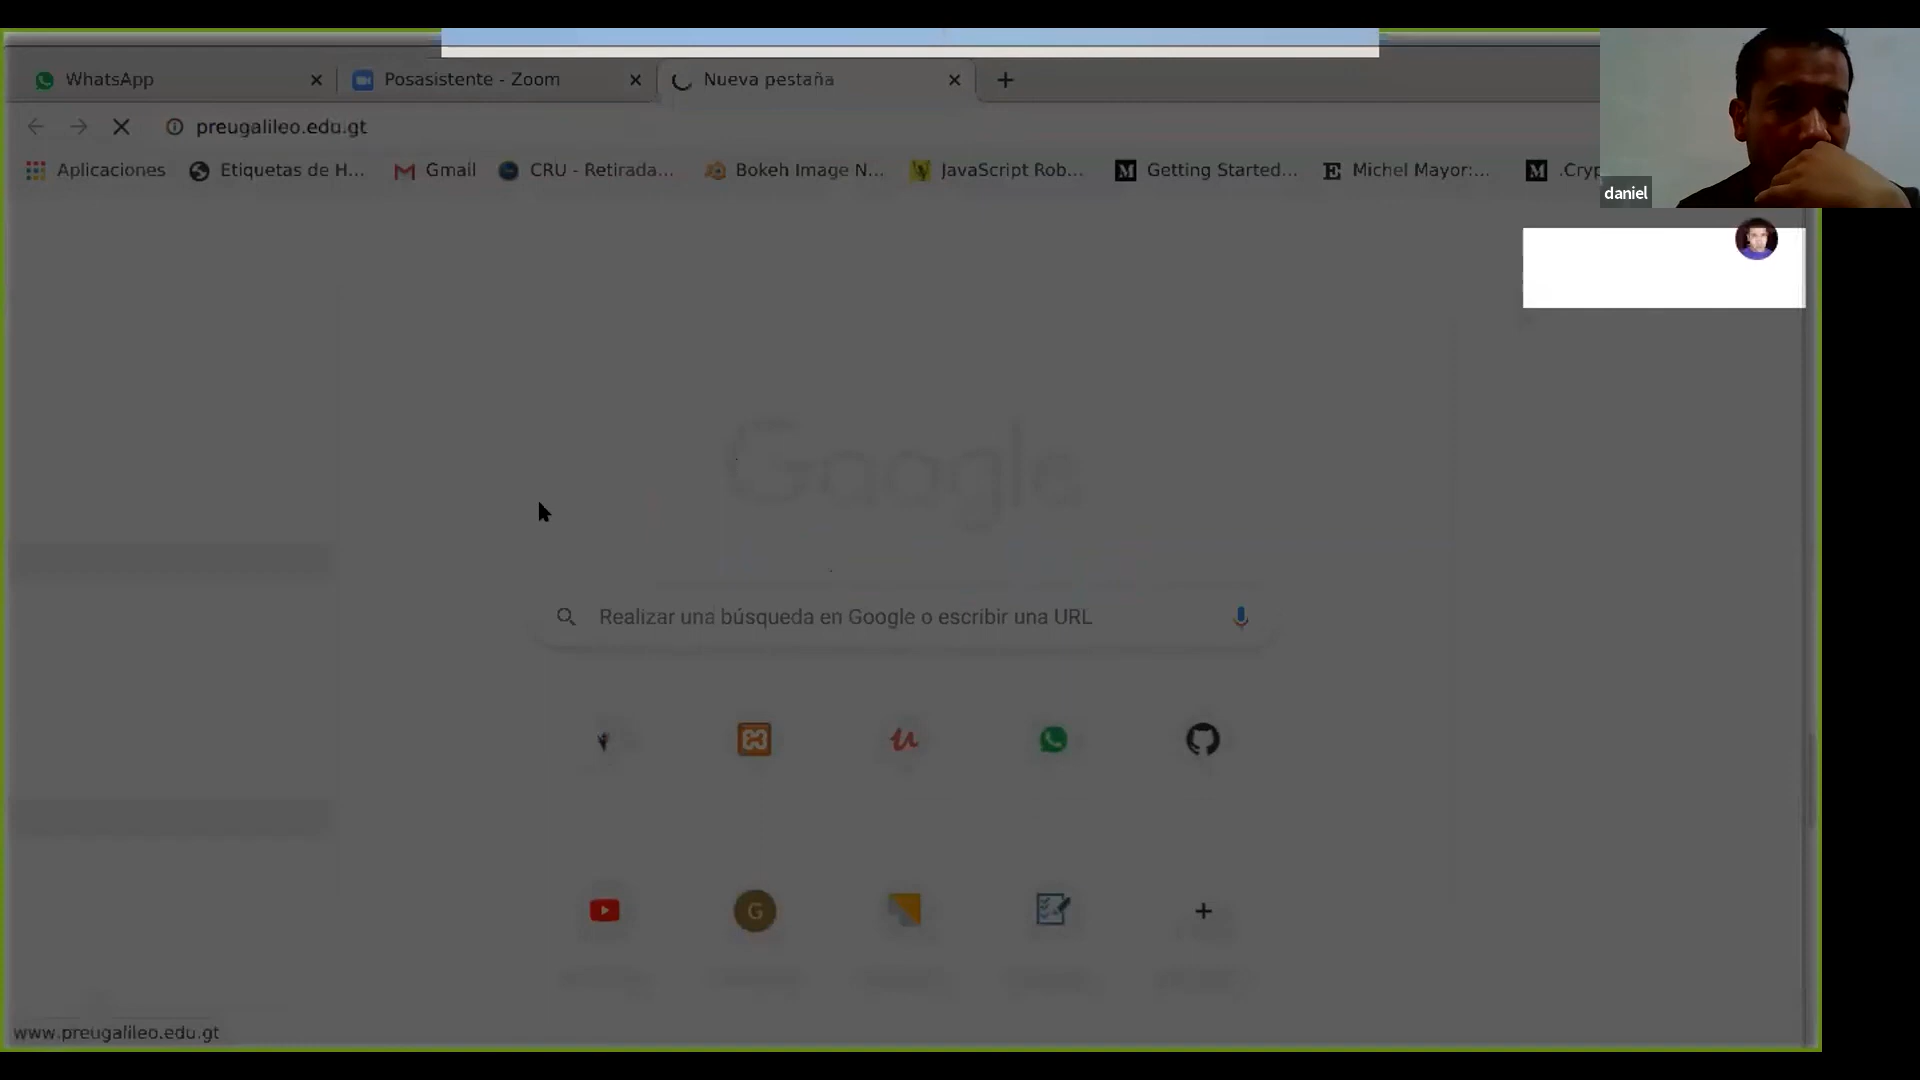 WhatsApp
Posasistente - Zoom
Nueva pestaña
preugalileo.edu.gt
Aplicaciones
Etiquetas de H...
Gmail
CRU - Retirada...
Bokeh Image N...
JavaScript Rob...
Getting Started...
Michel Mayor:...
.Cryp
daniel
Google
Realizar una búsqueda en Google o escribir una URL
G
www.preugalileo.edu.gt